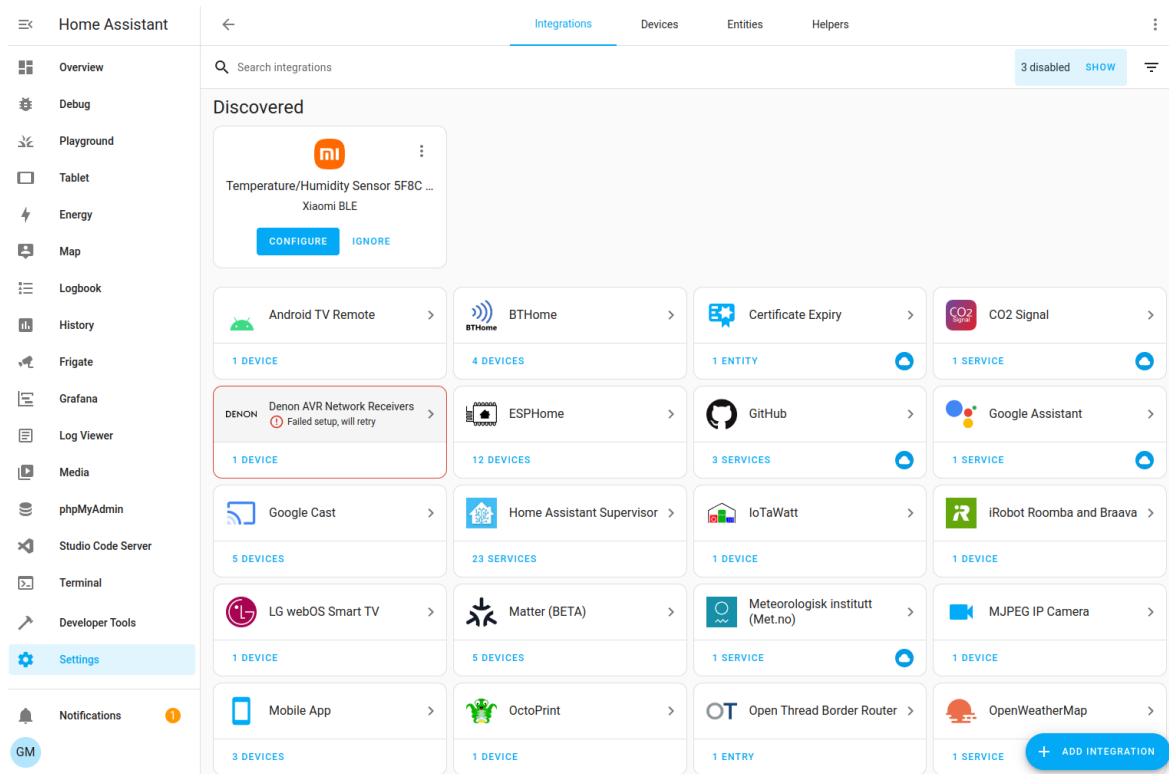 Home Assistant
Overview
Debug
Playground
Tablet
Energy
Map
Logbook
History
Frigate
Grafana
Log Viewer
Media
phpMyAdmin
Studio Code Server
Terminal
Developer Tools
Settings
Notifications
1
GM
Integrations
Devices
Entities
Helpers
Search integrations
3 disabled SHOW
Discovered
mi
Temperature/Humidity Sensor 5F8C ...
Xiaomi BLE
CONFIGURE IGNORE
Android TV Remote
1 DEVICE
BTHome
BTHome
4 DEVICES
Certificate Expiry
1 ENTITY
CO2
Signal
CO2 Signal
1 SERVICE
DENON
Denon AVR Network Receivers
Failed setup, will retry
1 DEVICE
ESPHome
12 DEVICES
GitHub
3 SERVICES
Google Assistant
1 SERVICE
Google Cast
5 DEVICES
Home Assistant Supervisor
23 SERVICES
IoTaWatt
1 DEVICE
iRobot Roomba and Braava
1 DEVICE
LG webOS Smart TV
1 DEVICE
Matter (BETA)
5 DEVICES
Meteorologisk institutt
(Met.no)
1 SERVICE
MJPEG IP Camera
1 DEVICE
Mobile App
3 DEVICES
OctoPrint
1 DEVICE
OT
Open Thread Border Router
1 ENTRY
OpenWeatherMap
1 SERVICE
ADD INTEGRATION